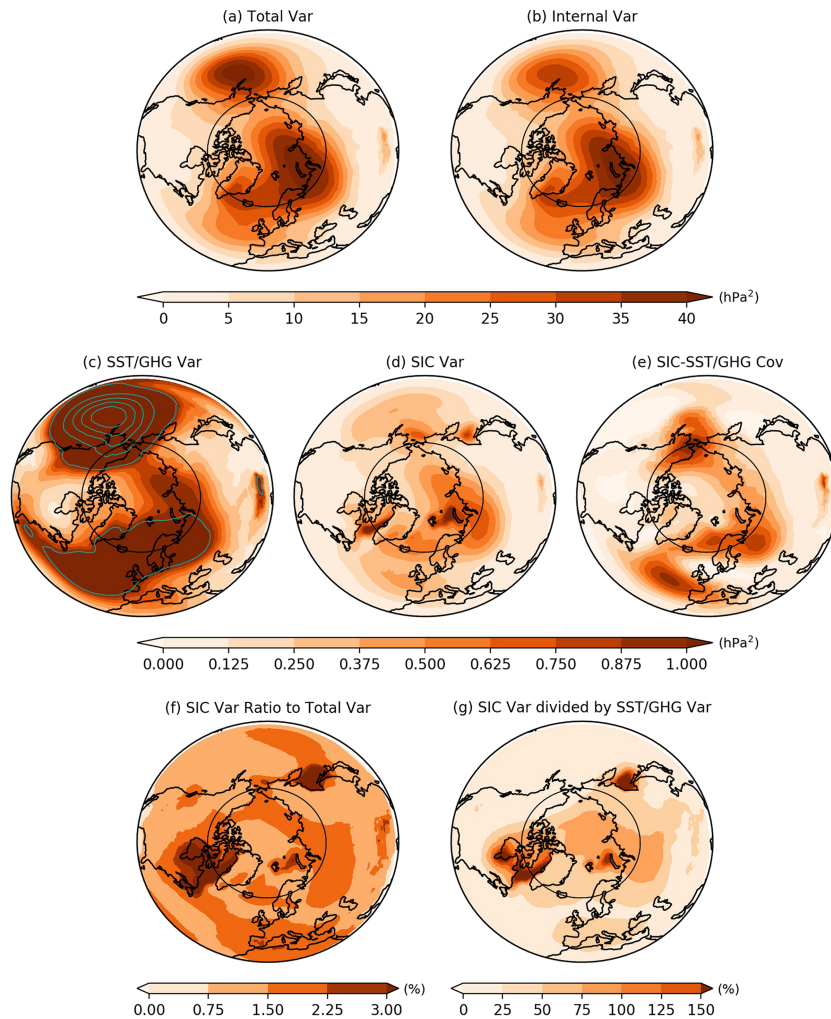 (a) Total Var
(b) Internal Var
0 5 10 15 20 25 30 35 40 (hPa²)
(c) SST/GHG Var
(d) SIC Var
(e) SIC-SST/GHG Cov
0.000 0.125 0.250 0.375 0.500 0.625 0.750 0.875 1.000 (hPa²)
(f) SIC Var Ratio to Total Var
(g) SIC Var divided by SST/GHG Var
0.00 0.75 1.50 2.25 3.00 (%)
0 25 50 75 100 125 150 (%)